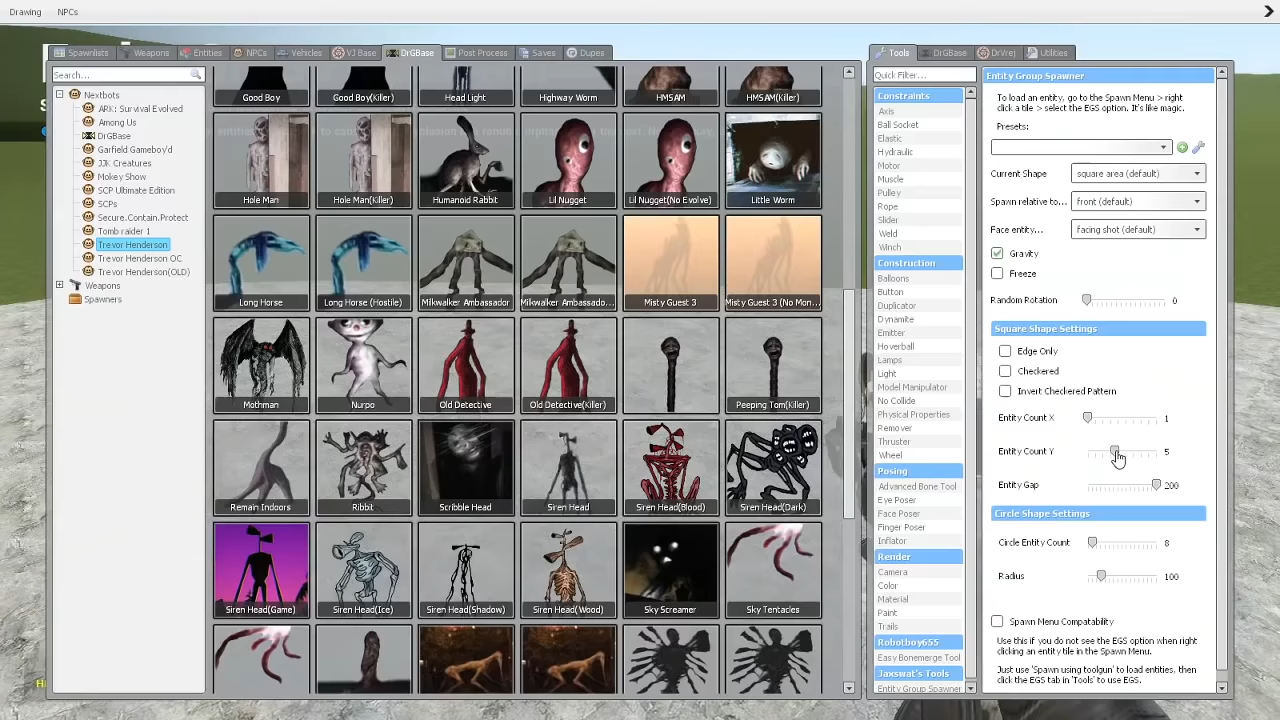 Drawing NPCs
Spawnlists Weapons Entities NPCs Vehicles VJ Base DrGBase Post Process Saves Dupes
Search...
Nextbots
ARK: Survival Evolved
Among Us
DrGBase
Garfield Gameboy'd
JJK Creatures
Mokey Show
SCP Ultimate Edition
SCPs
Secure.Contain.Protect
Tomb raider 1
Trevor Henderson
Trevor Henderson OC
Trevor Henderson(OLD)
Weapons
Spawners
Good Boy Good Boy(Killer) Head Light Highway Worm HMSAM HMSAM(Killer)
Hole Man Hole Man(Killer) Humanoid Rabbit Lil Nugget Lil Nugget(No Evolve) Little Worm
Long Horse Long Horse (Hostile) Milkwalker Ambassador Milkwalker Ambassado... Misty Guest 3 Misty Guest 3 (No Mon...
Mothman Nurpo Old Detective Old Detective(Killer) Peeping Tom(Killer)
Remain Indoors Ribbit Scribble Head Siren Head Siren Head(Blood) Siren Head(Dark)
Siren Head(Game) Siren Head(Ice) Siren Head(Shadow) Siren Head(Wood) Sky Screamer Sky Tentacles
Tools DrGBase DrVrej Utilities
Quick Filter...
Constraints
Axis
Ball Socket
Elastic
Hydraulic
Motor
Muscle
Pulley
Rope
Slider
Weld
Winch
Construction
Balloons
Button
Duplicator
Dynamite
Emitter
Hoverball
Lamps
Light
Model Manipulator
No Collide
Physical Properties
Remover
Thruster
Wheel
Posing
Advanced Bone Tool
Eye Poser
Face Poser
Finger Poser
Inflator
Render
Camera
Color
Material
Paint
Trails
Robotboy655
Easy Bonemerge Tool
Jaxswat's Tools
Entity Group Spawner
Entity Group Spawner
To load an entity, go to the Spawn Menu > right
click a tile > select the EGS option. It's like magic.
Presets:
Current Shape square area (default)
Spawn relative to... front (default)
Face entity... facing shot (default)
Gravity
Freeze
Random Rotation 0
Square Shape Settings
Edge Only
Checkered
Invert Checkered Pattern
Entity Count X 1
Entity Count Y 5
Entity Gap 200
Circle Shape Settings
Circle Entity Count 8
Radius 100
Spawn Menu Compatability
Use this if you do not see the EGS option when right
clicking an entity tile in the Spawn Menu.
Just use 'Spawn using toolgun' to load entities, then
click the EGS tab in 'Tools' to use EGS.